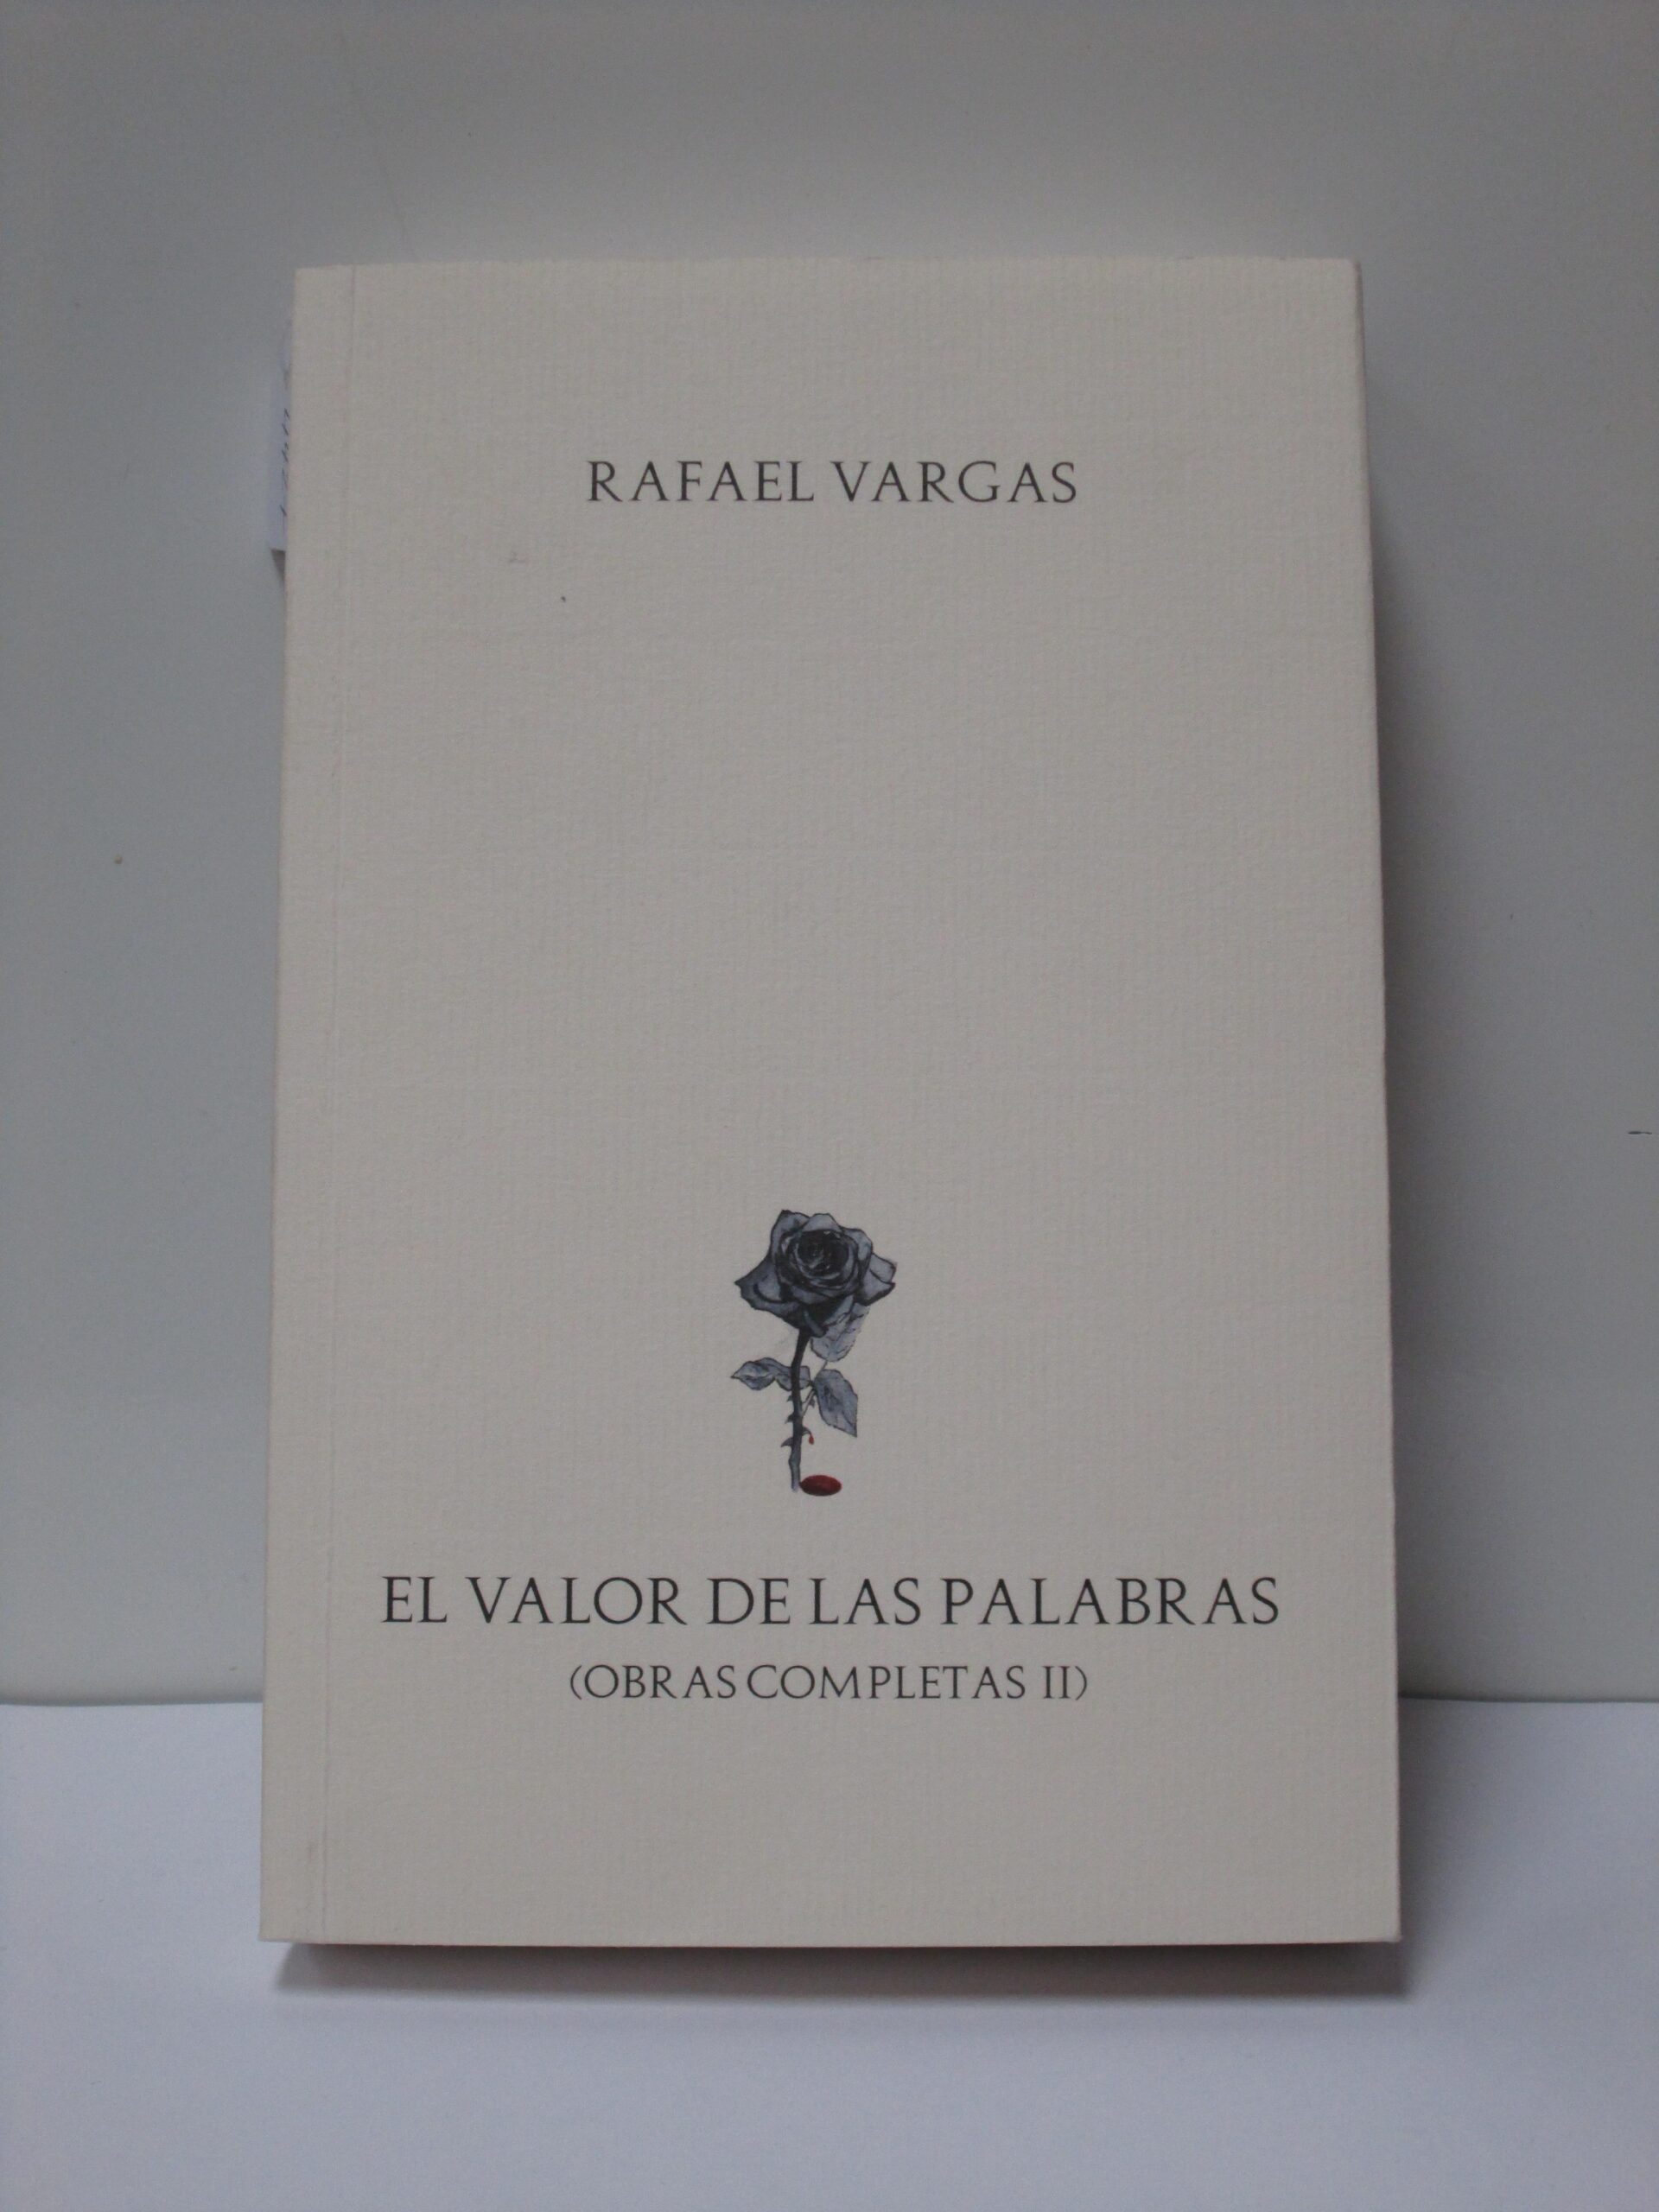 RAFAEL VARGAS
EL VALOR DE LAS PALABRAS
(OBRAS COMPLETAS II)